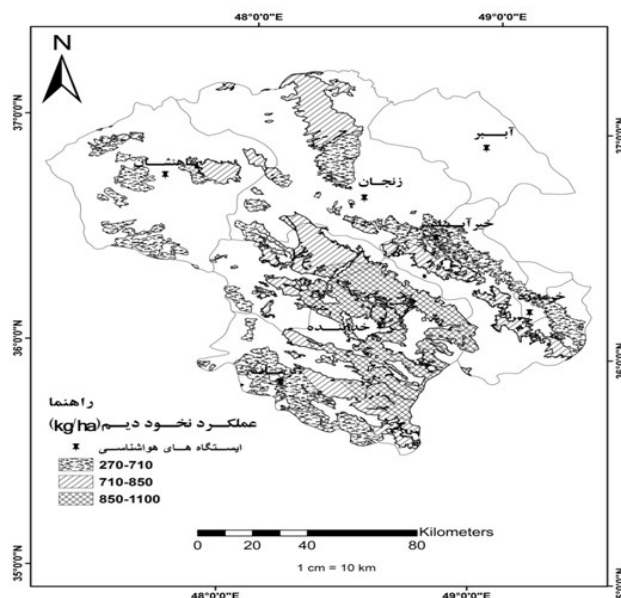 48°0'0"E 49°0'0"E
N
37°0'0"N
آببر
زنجان
خدابنده
36°0'0"N
راهنما
عملکرد نخود دیم (kg/ha)
ایستگاه های هواشناسی
270-710
710-850
850-1100
Kilometers
0 10 20 40 80
1 cm = 10 km
35°0'0"N
48°0'0"E 49°0'0"E